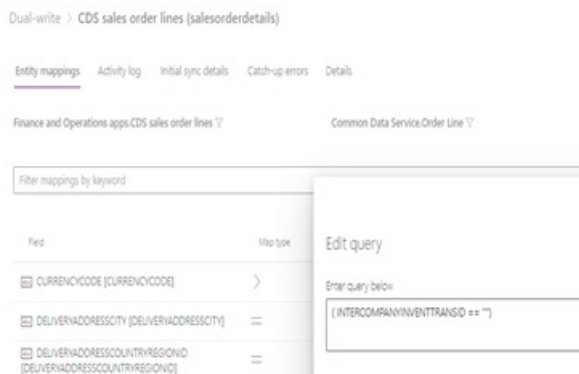 Dual-write > CDS sales order lines (salesorderdetails)
Entity mappings Activity log Initial sync details Catch-up errors Details
Finance and Operations apps.CDS sales order lines Common Data Service.Order Line
Filter mappings by keyword
Field Map type
CURRENCYCODE [CURRENCYCODE]
DELIVERYADDRESSCITY [DELIVERYADDRESSCITY]
DELIVERYADDRESSCOUNTRYREGIONID
[DELIVERYADDRESSCOUNTRYREGIONID]
Edit query
Enter query below
( INTERCOMPANYINVENTTRANSID == "")